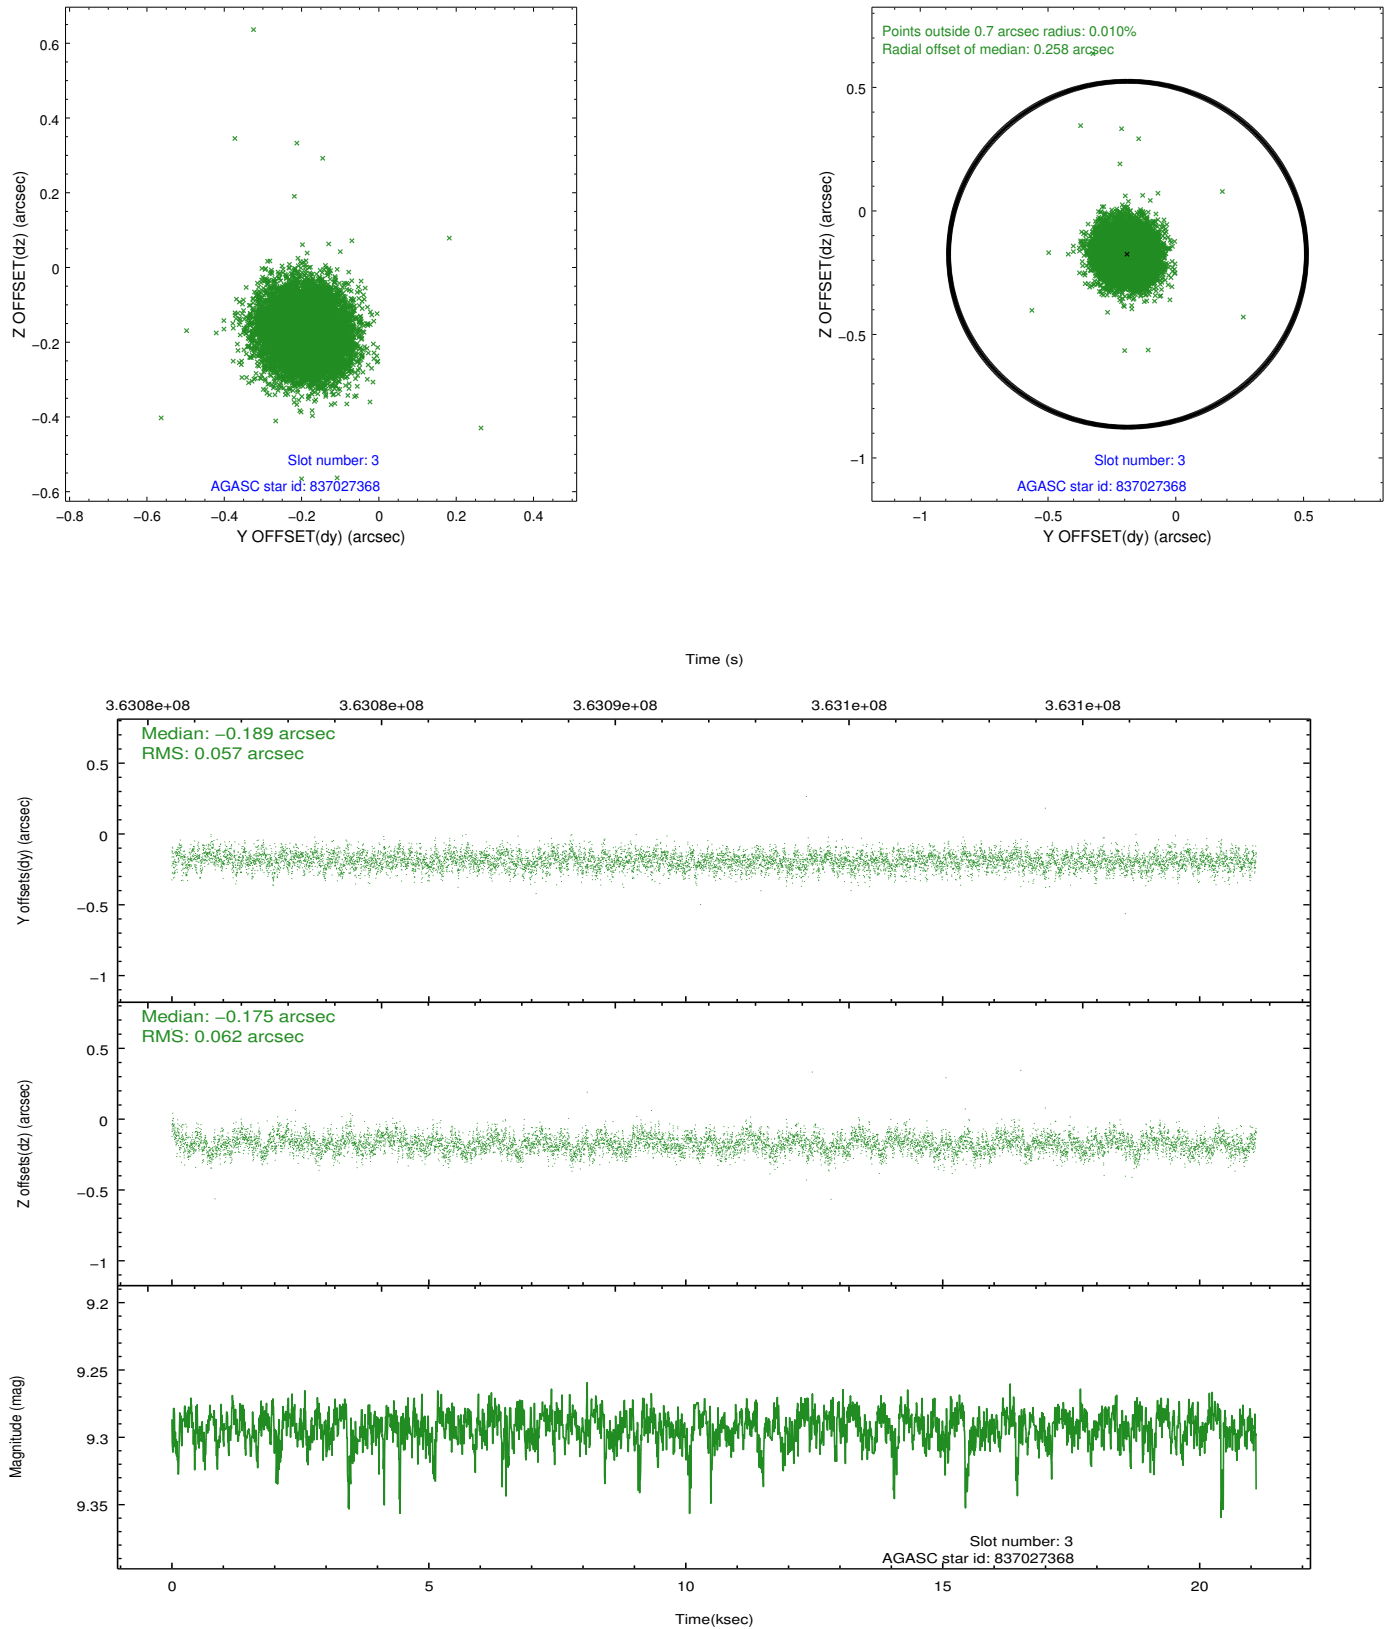 0.6
0.4
0.2
0
−0.2
−0.4
−0.6
Z OFFSET(dz) (arcsec)
Slot number: 3
AGASC star id: 837027368
−0.8 −0.6 −0.4 −0.2 0 0.2 0.4
Y OFFSET(dy) (arcsec)
Points outside 0.7 arcsec radius: 0.010%
Radial offset of median: 0.258 arcsec
0.5
0
−0.5
−1
Z OFFSET(dz) (arcsec)
Slot number: 3
AGASC star id: 837027368
−1 −0.5 0 0.5
Y OFFSET(dy) (arcsec)
Time (s)
3.6308e+08 3.6308e+08 3.6309e+08 3.631e+08 3.631e+08
Median: −0.189 arcsec
RMS: 0.057 arcsec
0.5
0
−0.5
−1
Y offsets(dy) (arcsec)
Median: −0.175 arcsec
RMS: 0.062 arcsec
0.5
0
−0.5
−1
Z offsets(dz) (arcsec)
9.2
9.25
9.3
9.35
Magnitude (mag)
Slot number: 3
AGASC star id: 837027368
0 5 10 15 20
Time(ksec)